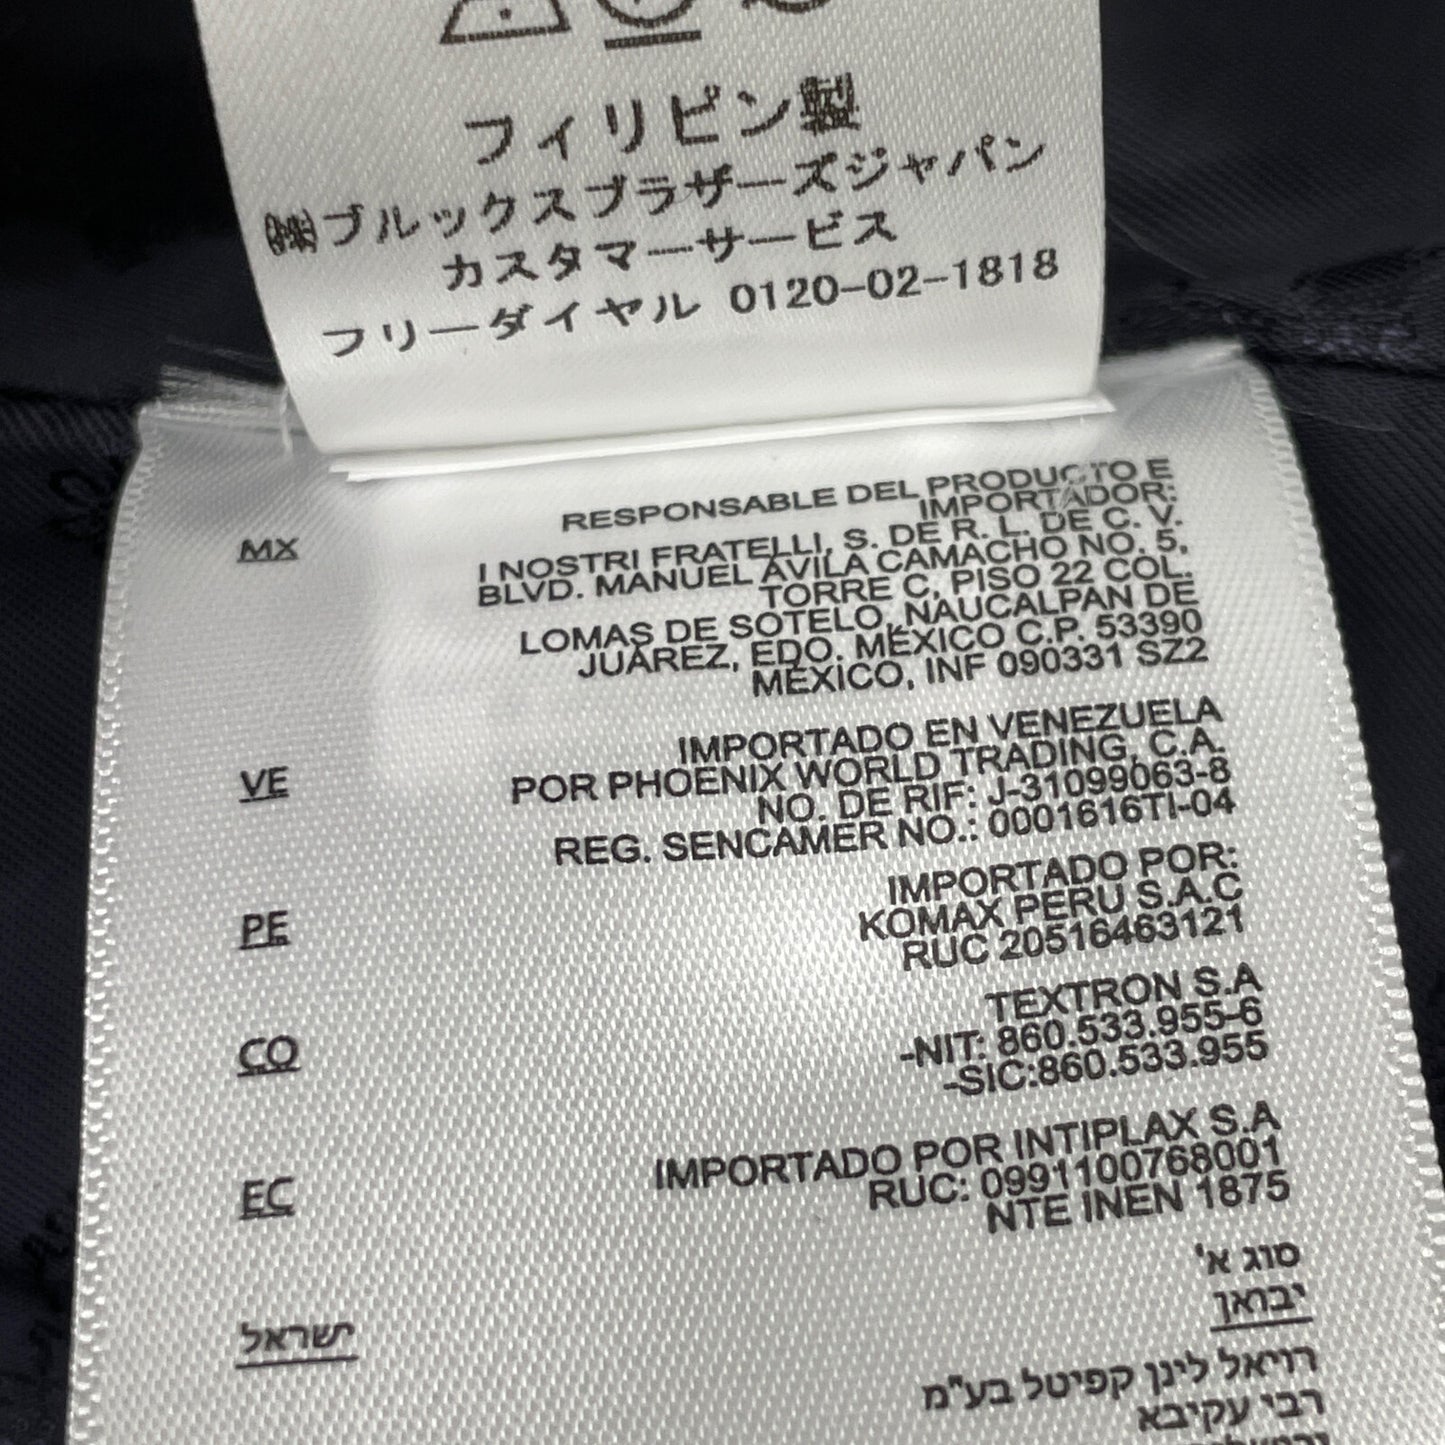 フィリピン製
㈱ブルックスブラザーズジャパン
カスタマーサービス
フリーダイヤル 0120-02-1818
MX
RESPONSABLE DEL PRODUCTO E
IMPORTADOR:
I NOSTRI FRATELLI, S. DE R. L. DE C. V.
BLVD. MANUEL ÁVILA CAMACHO NO. 5,
TORRE C, PISO 22 COL.
LOMAS DE SOTELO, NAUCALPAN DE
JUÁREZ, EDO. MÉXICO C.P. 53390
MÉXICO, INF 090331 SZ2
VE
IMPORTADO EN VENEZUELA
POR PHOENIX WORLD TRADING, C.A.
NO. DE RIF: J-31099063-8
REG. SENCAMER NO.: 0001616TI-04
PE
IMPORTADO POR:
KOMAX PERU S.A.C
RUC 20516463121
CO
TEXTRON S.A
-NIT: 860.533.955-6
-SIC:860.533.955
EC
IMPORTADO POR INTIPLAX S.A
RUC: 0991100768001
NTE INEN 1875
ישראל
סוג א'
יבואן
רויאל לינן קפיטל בע"מ
רבי עקיבא